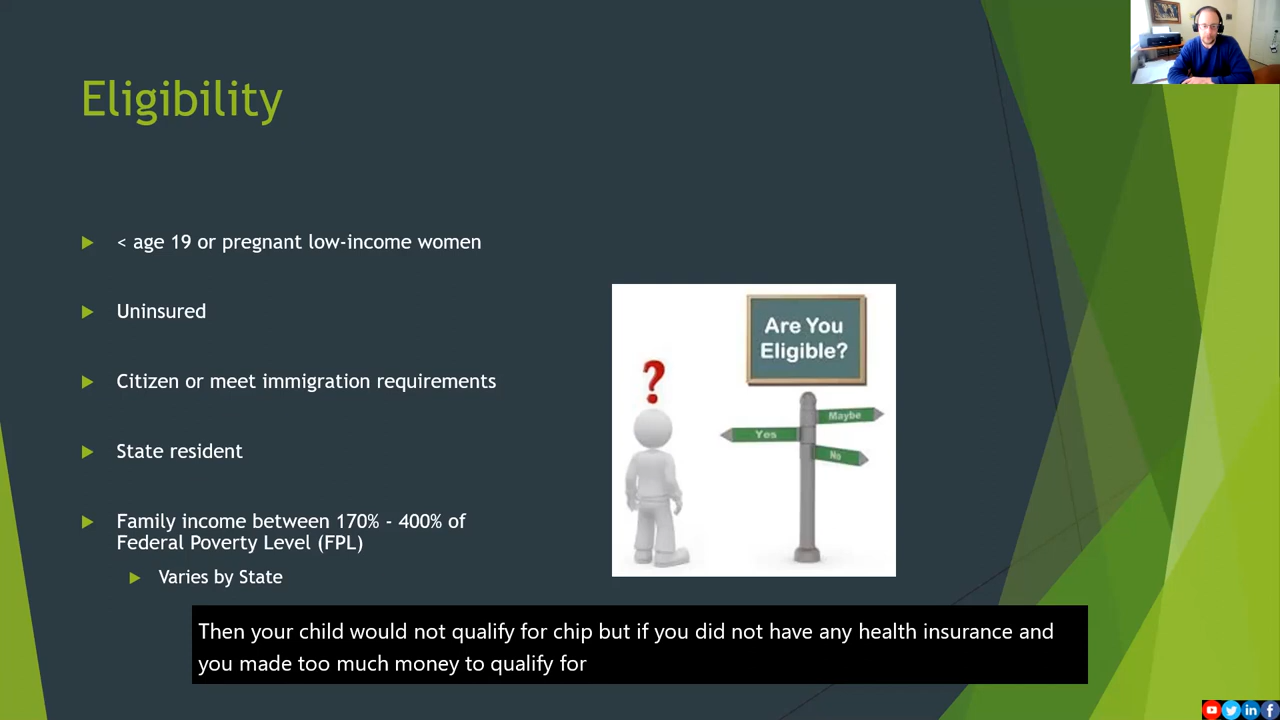 Eligibility
< age 19 or pregnant low-income women
Uninsured
Citizen or meet immigration requirements
State resident
Family income between 170% - 400% of
Federal Poverty Level (FPL)
Varies by State
?
Are You
Eligible?
Maybe
Yes
No
Then your child would not qualify for chip but if you did not have any health insurance and
you made too much money to qualify for